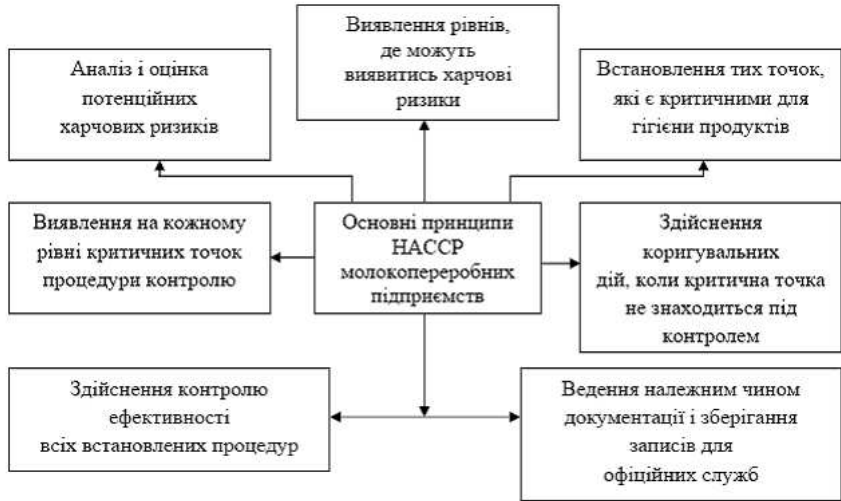 Аналіз і оцінка
потенційних
харчових ризиків
Виявлення рівнів,
де можуть
виявитись харчові
ризики
Встановлення тих точок,
які є критичними для
гігієни продуктів
Виявлення на кожному
рівні критичних точок
процедури контролю
Основні принципи
НАССР
молокопереробних
підприємств
Здійснення
коригувальних
дій, коли критична точка
не знаходиться під
контролем
Здійснення контролю
ефективності
всіх встановлених процедур
Ведення належним чином
документації і зберігання
записів для
офіційних служб